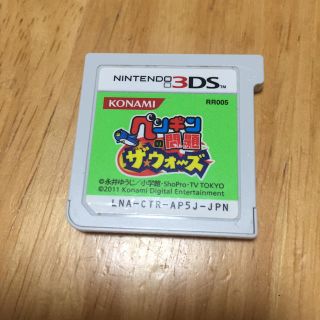 NINTENDO 3DS™
KONAMI RR005
ペンギンの問題
ザ・ウォーズ
©永井ゆうじ/小学館・ShoPro・TV TOKYO
©2011 Konami Digital Entertainment
LNA-CTR-AP5J-JPN